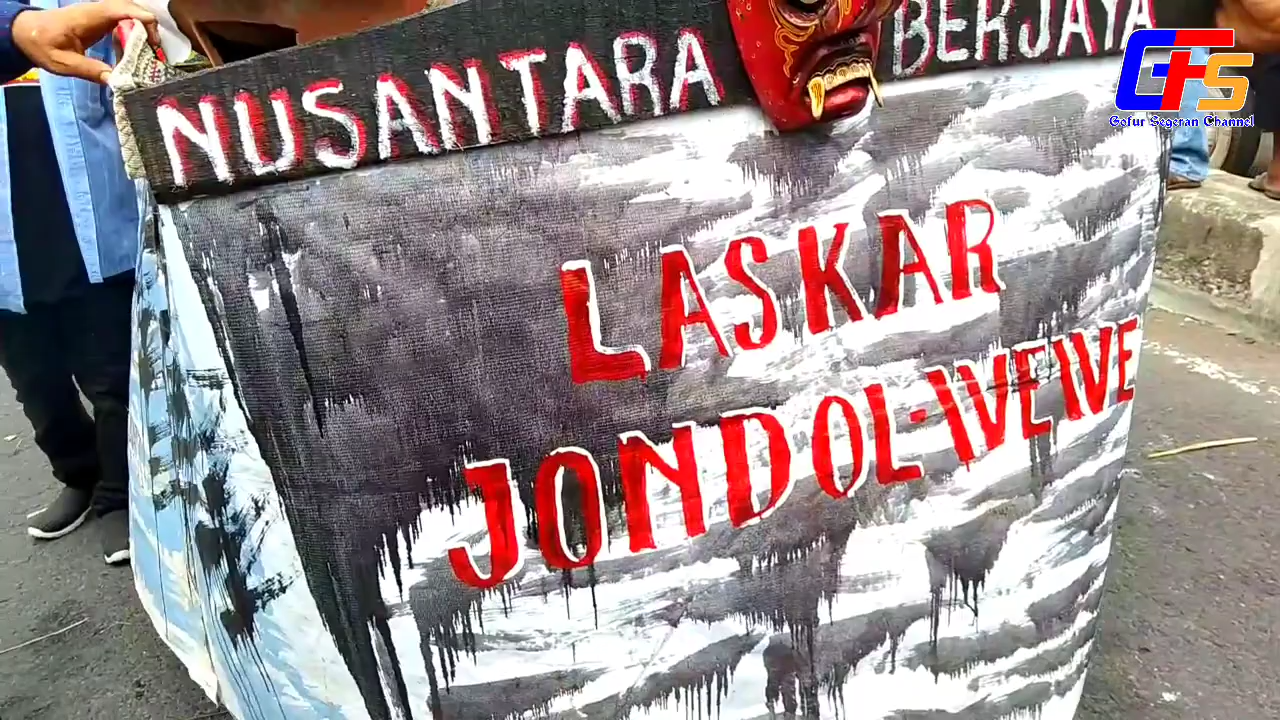 NUSANTARA BERJAYA
GFS
Gofur Segeran Channel
LASKAR
JONDOL-WEWE